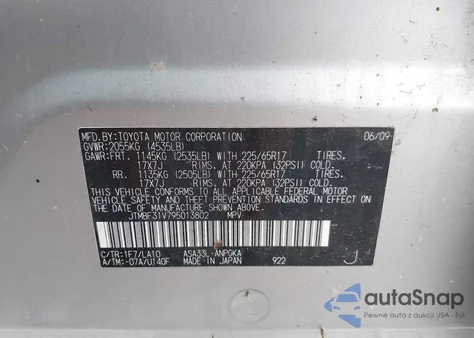 MFD.BY:TOYOTA MOTOR CORPORATION 06/09
GVWR:2055KG (4535LB)
GAWR:FRT. 1145KG (2535LB) WITH 225/65R17 TIRES.
17X7J RIMS. AT 220KPA (32PSI) COLD.
RR. 1135KG (2505LB) WITH 225/65R17 TIRES.
17X7J RIMS. AT 220KPA (32PSI) COLD.
THIS VEHICLE CONFORMS TO ALL APPLICABLE
FEDERAL MOTOR VEHICLE SAFETY AND
THEFT PREVENTION STANDARDS IN EFFECT ON
THE DATE OF MANUFACTURE SHOWN ABOVE.
JTMBF31V795013802 MPV
C/TR:1F7/LA10 ASA33L-ANPGKA
A/TM:-07A/U140F MADE IN JAPAN 922 J
autoSnap
Pewne auta z aukcji USA i EU